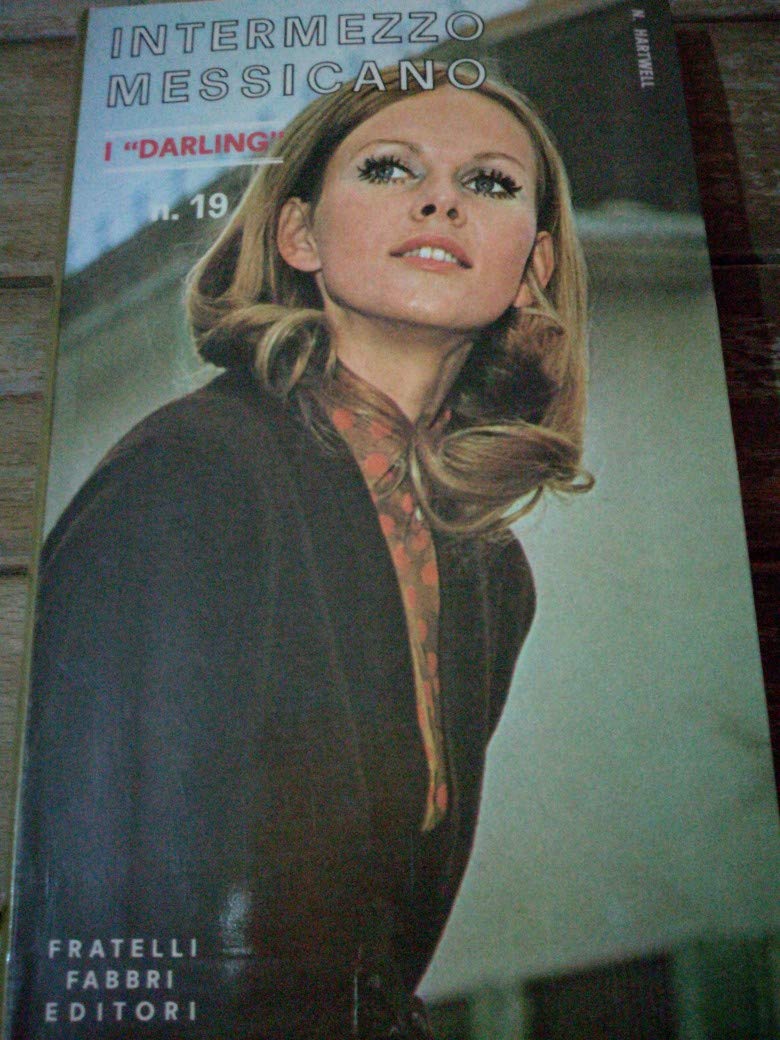 INTERMEZZO
MESSICANO
I "DARLING"
n. 19
N. HARTWELL
FRATELLI
FABBRI
EDITORI